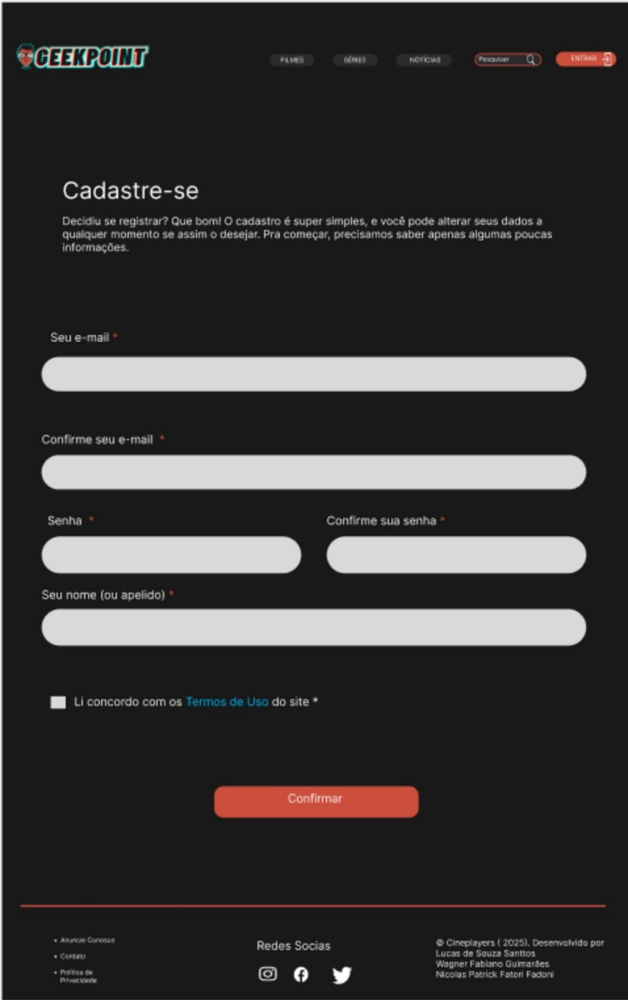 GEEKPOINT
FILMES
SÉRIES
NOTÍCIAS
Pesquisar
ENTRAR
Cadastre-se
Decidiu se registrar? Que bom! O cadastro é super simples, e você pode alterar seus dados a
qualquer momento se assim o desejar. Pra começar, precisamos saber apenas algumas poucas
informações.
Seu e-mail *
Confirme seu e-mail *
Senha *
Confirme sua senha *
Seu nome (ou apelido) *
Li concordo com os Termos de Uso do site *
Confirmar
• Anuncie Conosco
• Contato
• Política de
Privacidade
Redes Socias
© Cineplayers ( 2025). Desenvolvido por
Lucas de Souza Santtos
Wagner Fabiano Guimarães
Nicolas Patrick Fatori Fadoni